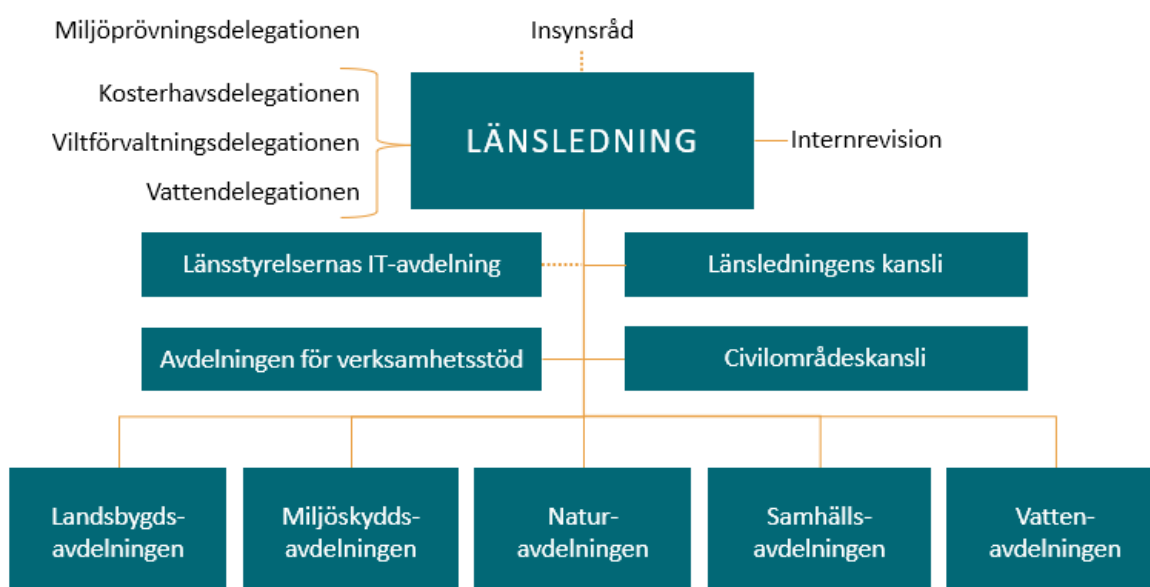 Miljöprövningsdelegationen
Insynsråd
Kosterhavsdelegationen
Viltförvaltningsdelegationen
Vattendelegationen
LÄNSLEDNING
Internrevision
Länsstyrelsernas IT-avdelning
Länsledningens kansli
Avdelningen för verksamhetsstöd
Civilområdeskansli
Landsbygds-
avdelningen
Miljöskydds-
avdelningen
Natur-
avdelningen
Samhälls-
avdelningen
Vatten-
avdelningen